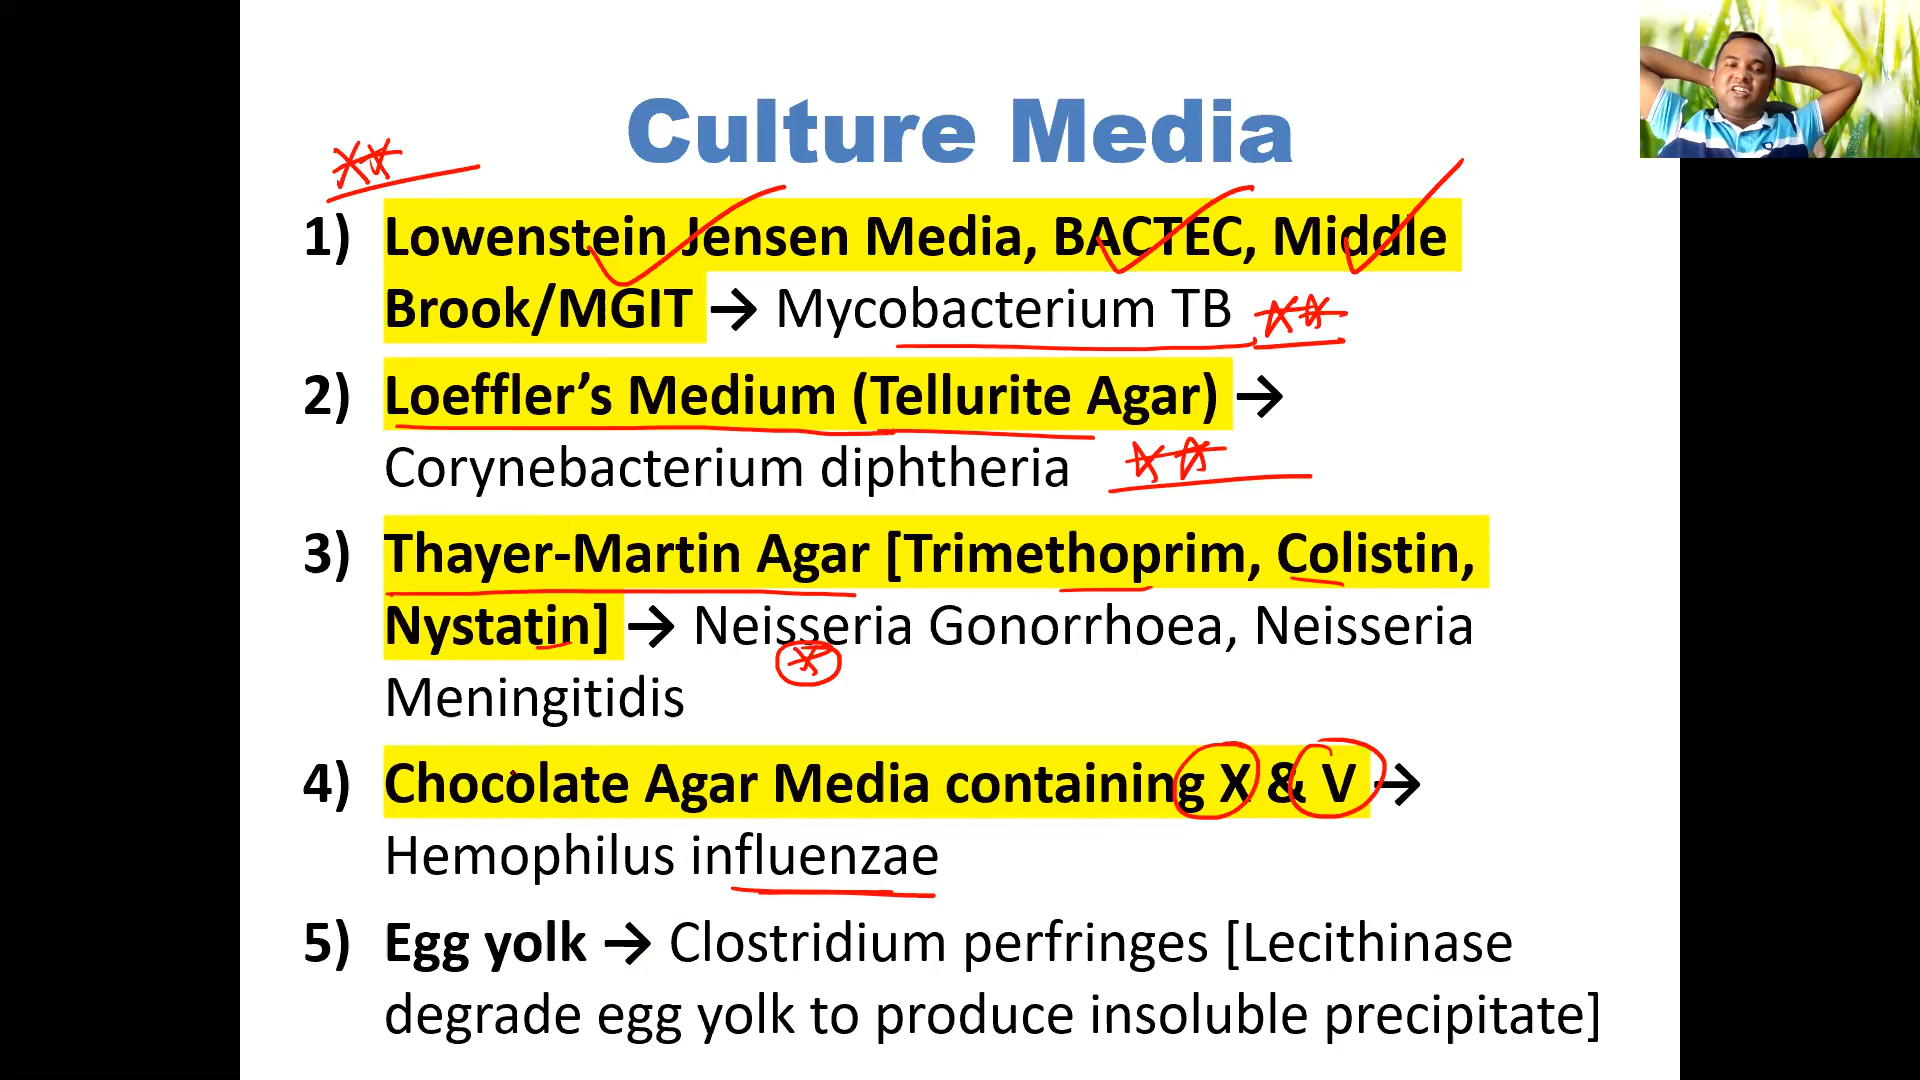 Culture Media
1) Lowenstein Jensen Media, BACTEC, Middle
Brook/MGIT → Mycobacterium TB
2) Loeffler’s Medium (Tellurite Agar) →
Corynebacterium diphtheria
3) Thayer-Martin Agar [Trimethoprim, Colistin,
Nystatin] → Neisseria Gonorrhoea, Neisseria
Meningitidis
4) Chocolate Agar Media containing X & V →
Hemophilus influenzae
5) Egg yolk → Clostridium perfringes [Lecithinase
degrade egg yolk to produce insoluble precipitate]